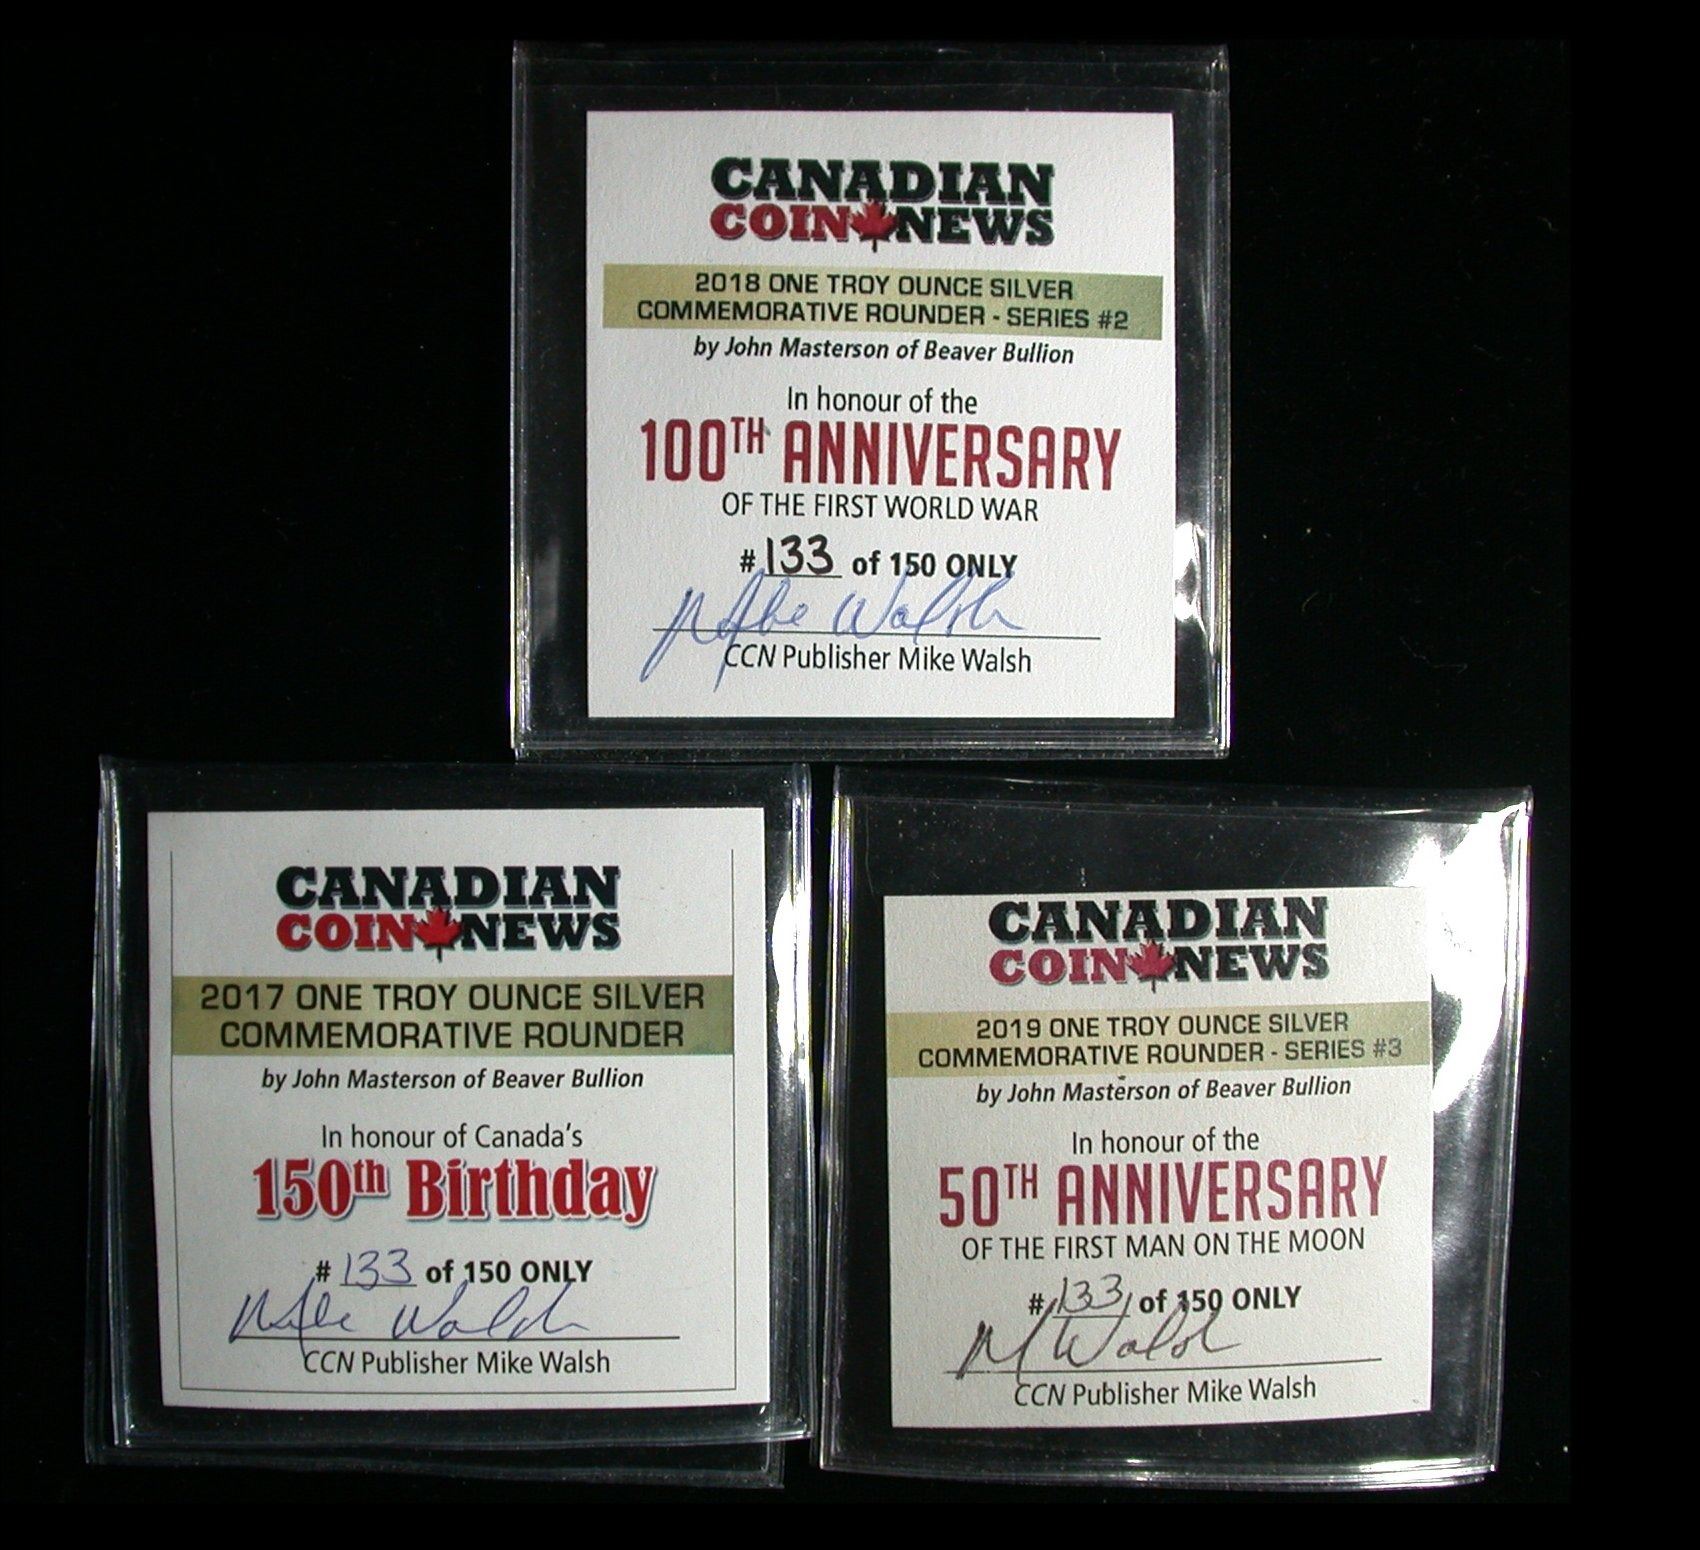 CANADIAN
COIN NEWS
2018 ONE TROY OUNCE SILVER
COMMEMORATIVE ROUNDER - SERIES #2
by John Masterson of Beaver Bullion
In honour of the
100TH ANNIVERSARY
OF THE FIRST WORLD WAR
# 133 of 150 ONLY
Mike Walsh
CCN Publisher Mike Walsh
CANADIAN
COIN NEWS
2017 ONE TROY OUNCE SILVER
COMMEMORATIVE ROUNDER
by John Masterson of Beaver Bullion
In honour of Canada's
150th Birthday
# 133 of 150 ONLY
Mike Walsh
CCN Publisher Mike Walsh
CANADIAN
COIN NEWS
2019 ONE TROY OUNCE SILVER
COMMEMORATIVE ROUNDER - SERIES #3
by John Masterson of Beaver Bullion
In honour of the
50TH ANNIVERSARY
OF THE FIRST MAN ON THE MOON
# 133 of 150 ONLY
M Walsh
CCN Publisher Mike Walsh